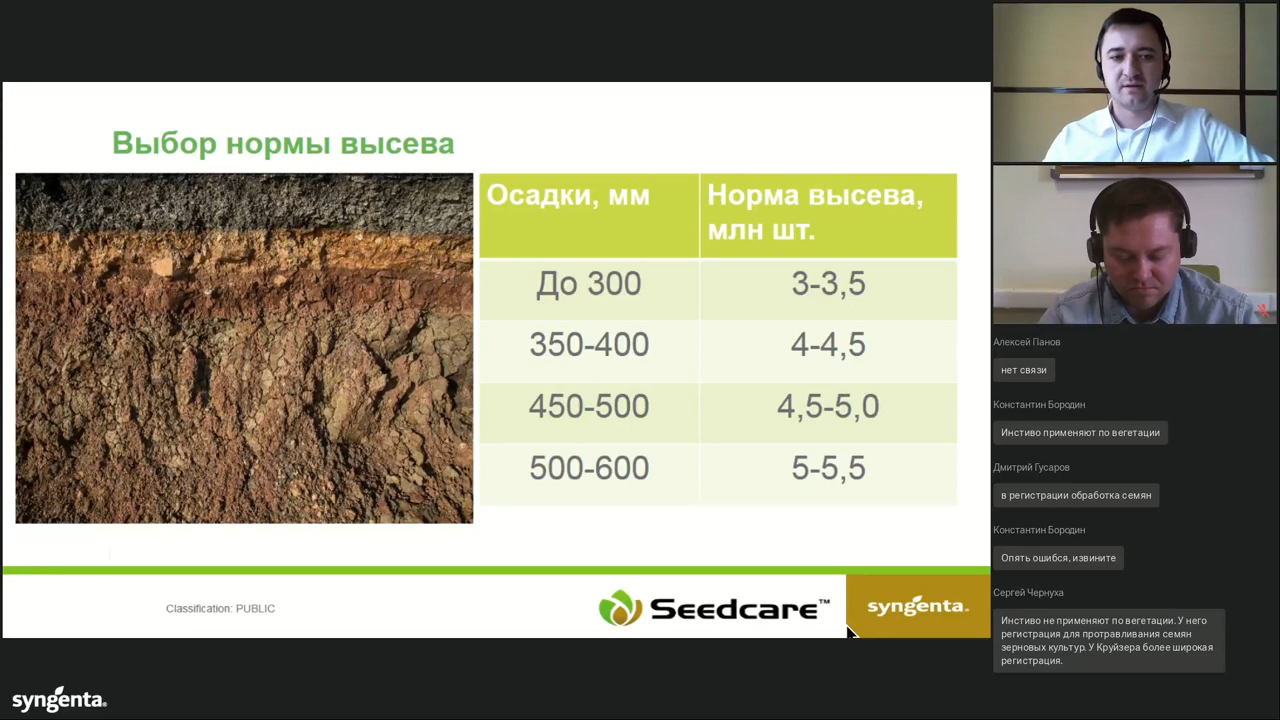 Выбор нормы высева
Осадки, мм
Норма высева,
млн шт.
До 300
3-3,5
350-400
4-4,5
450-500
4,5-5,0
500-600
5-5,5
Classification: PUBLIC
Seedcare™
syngenta.
syngenta®
Алексей Панов
нет связи
Константин Бородин
Инстиво применяют по вегетации
Дмитрий Гусаров
в регистрации обработка семян
Константин Бородин
Опять ошибся, извините
Сергей Чернуха
Инстиво не применяют по вегетации. У него
регистрация для протравливания семян
зерновых культур. У Круйзера более широкая
регистрация.